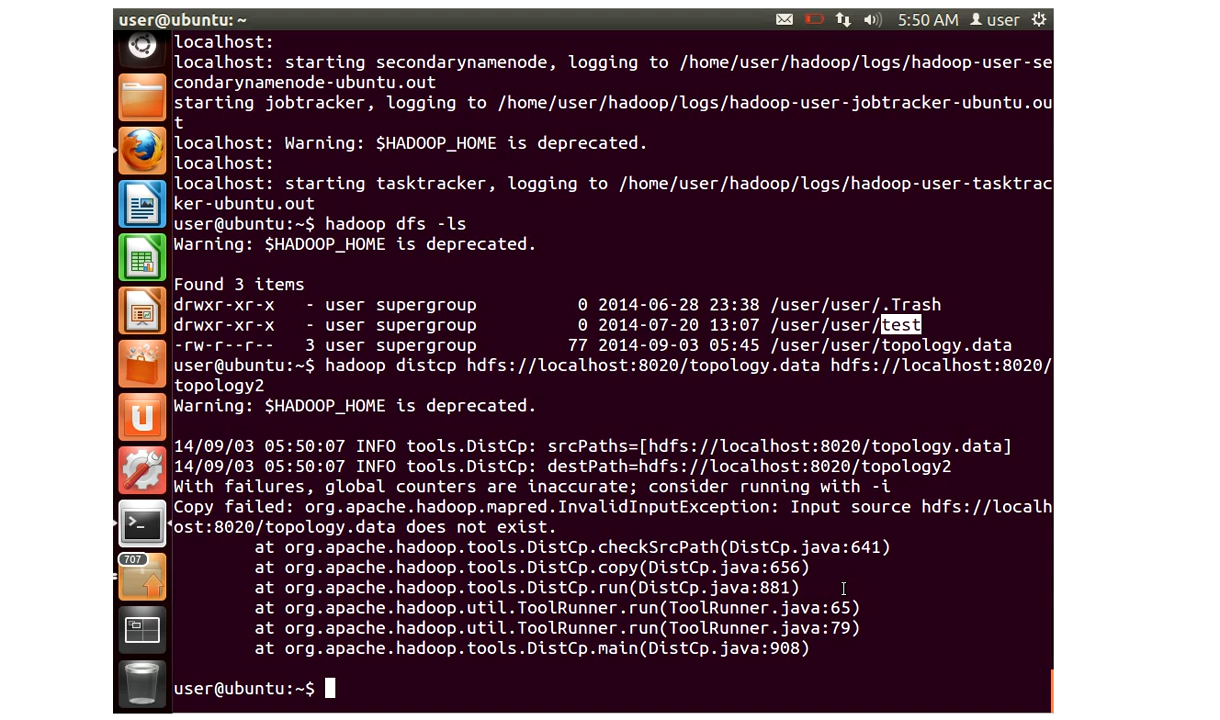 user@ubuntu: ~
5:50 AM
user
localhost:
localhost: starting secondarynamenode, logging to /home/user/hadoop/logs/hadoop-user-se
condarynamenode-ubuntu.out
starting jobtracker, logging to /home/user/hadoop/logs/hadoop-user-jobtracker-ubuntu.ou
t
localhost: Warning: $HADOOP_HOME is deprecated.
localhost:
localhost: starting tasktracker, logging to /home/user/hadoop/logs/hadoop-user-tasktrac
ker-ubuntu.out
user@ubuntu:~$ hadoop dfs -ls
Warning: $HADOOP_HOME is deprecated.
Found 3 items
drwxr-xr-x   - user supergroup          0 2014-06-28 23:38 /user/user/.Trash
drwxr-xr-x   - user supergroup          0 2014-07-20 13:07 /user/user/test
-rw-r--r--   3 user supergroup         77 2014-09-03 05:45 /user/user/topology.data
user@ubuntu:~$ hadoop distcp hdfs://localhost:8020/topology.data hdfs://localhost:8020/
topology2
Warning: $HADOOP_HOME is deprecated.
14/09/03 05:50:07 INFO tools.DistCp: srcPaths=[hdfs://localhost:8020/topology.data]
14/09/03 05:50:07 INFO tools.DistCp: destPath=hdfs://localhost:8020/topology2
With failures, global counters are inaccurate; consider running with -i
Copy failed: org.apache.hadoop.mapred.InvalidInputException: Input source hdfs://localh
ost:8020/topology.data does not exist.
        at org.apache.hadoop.tools.DistCp.checkSrcPath(DistCp.java:641)
        at org.apache.hadoop.tools.DistCp.copy(DistCp.java:656)
        at org.apache.hadoop.tools.DistCp.run(DistCp.java:881)
        at org.apache.hadoop.util.ToolRunner.run(ToolRunner.java:65)
        at org.apache.hadoop.util.ToolRunner.run(ToolRunner.java:79)
        at org.apache.hadoop.tools.DistCp.main(DistCp.java:908)
707
user@ubuntu:~$